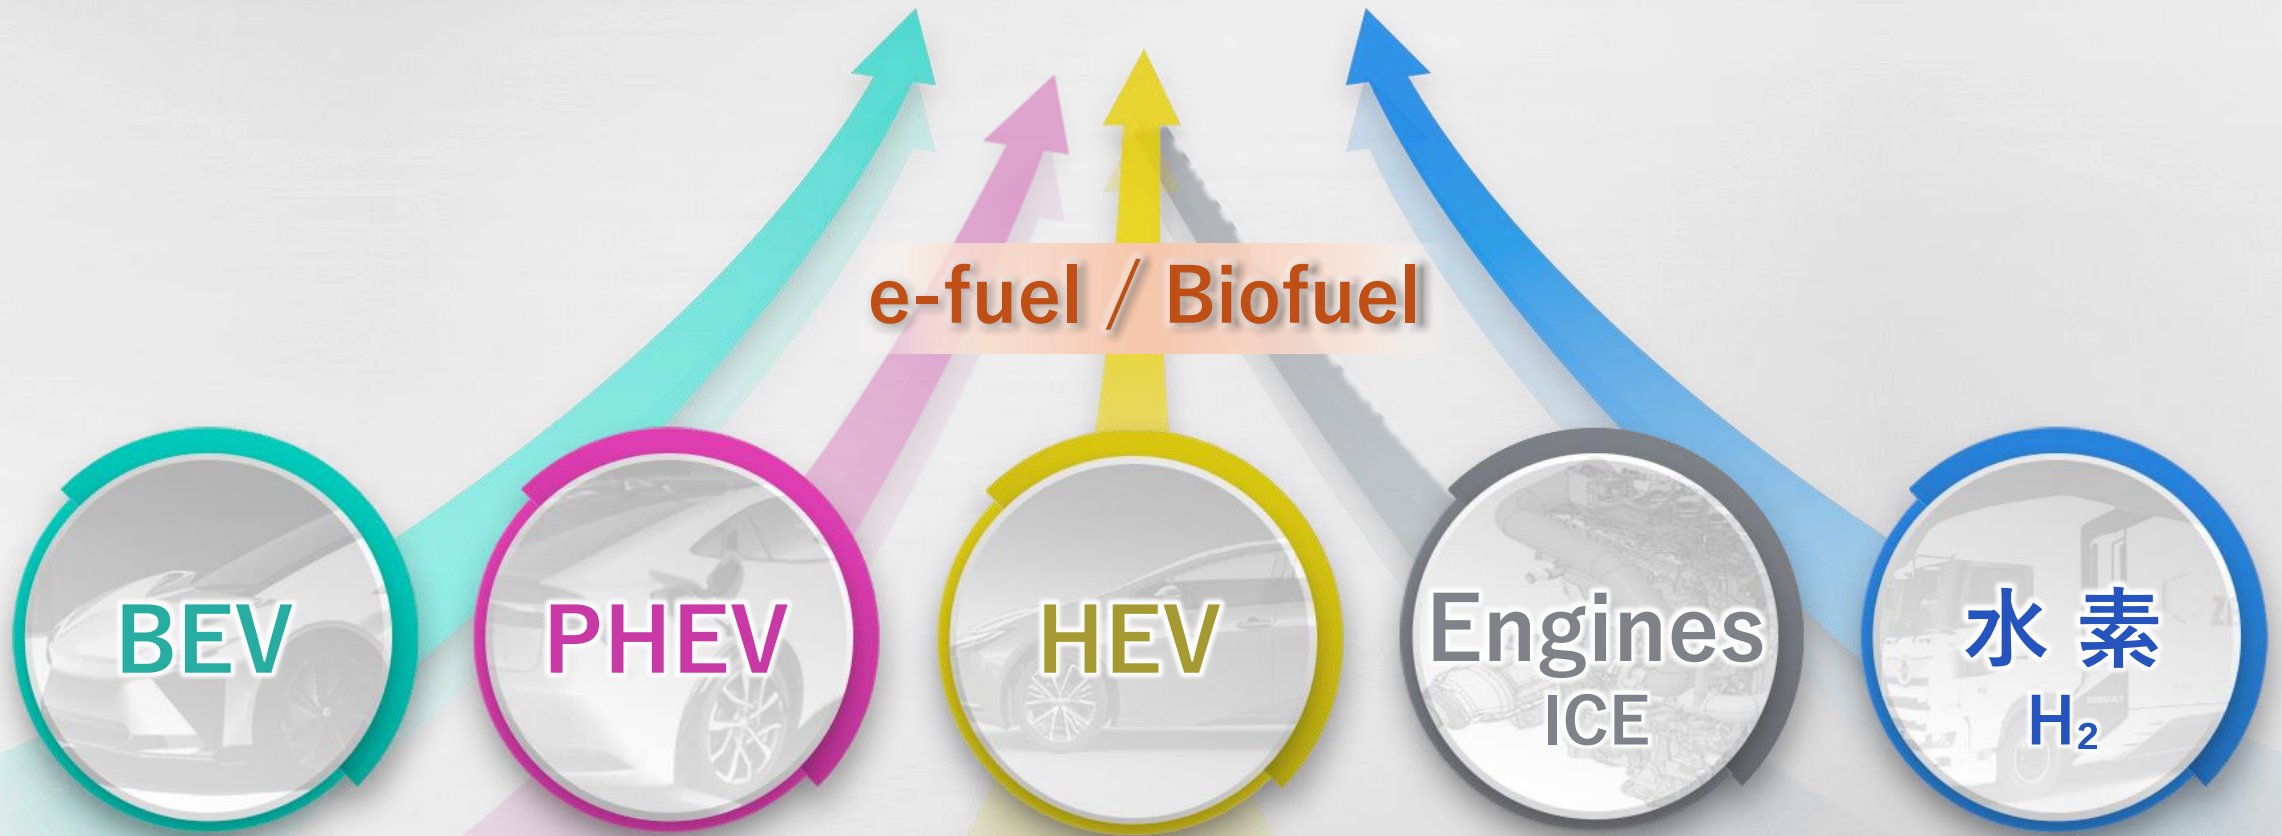 e-fuel / Biofuel
BEV
PHEV
HEV
Engines
ICE
水素
H₂